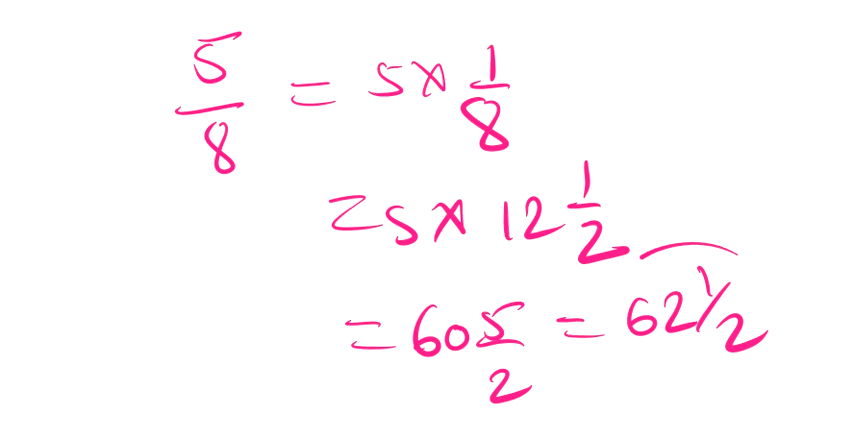 5/8 = 5 × 1/8
= 5 × 12 1/2
= 60 5/2 = 62 1/2